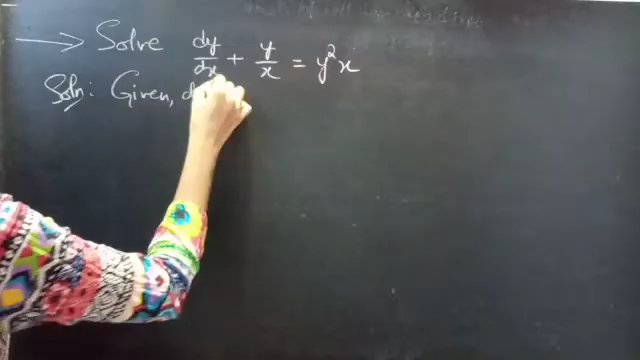 → Solve dy/dx + y/x = y²x
Soln: Given,